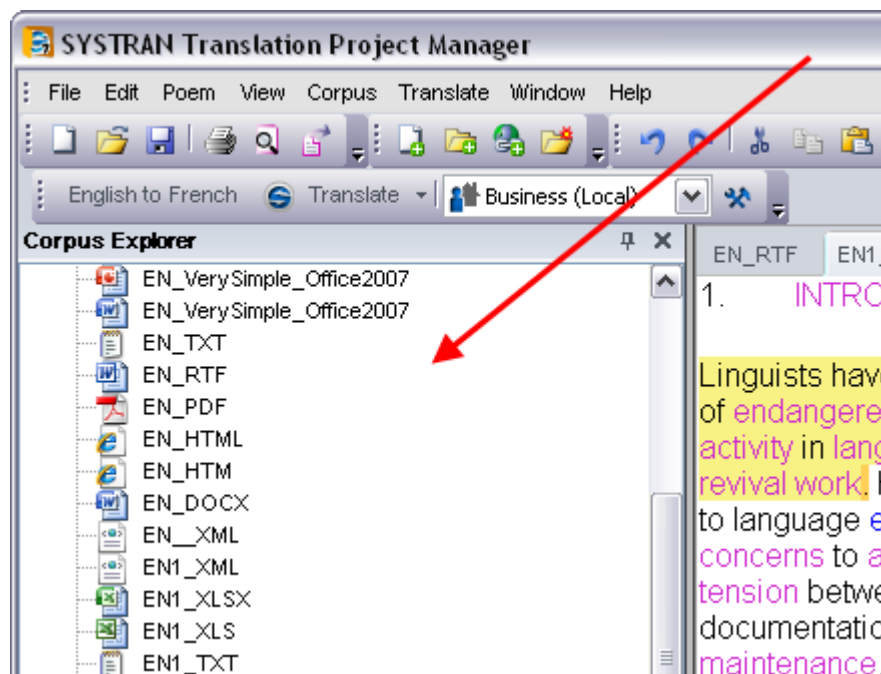 SYSTRAN Translation Project Manager
File Edit Poem View Corpus Translate Window Help
English to French Translate Business (Local)
Corpus Explorer
EN_VerySimple_Office2007
EN_VerySimple_Office2007
EN_TXT
EN_RTF
EN_PDF
EN_HTML
EN_HTM
EN_DOCX
EN__XML
EN1_XML
EN1_XLSX
EN1_XLS
EN1_TXT
EN_RTF EN1_
1. INTRO
Linguists have
of endangere
activity in lang
revival work.
to language e
concerns to a
tension betwe
documentatio
maintenance